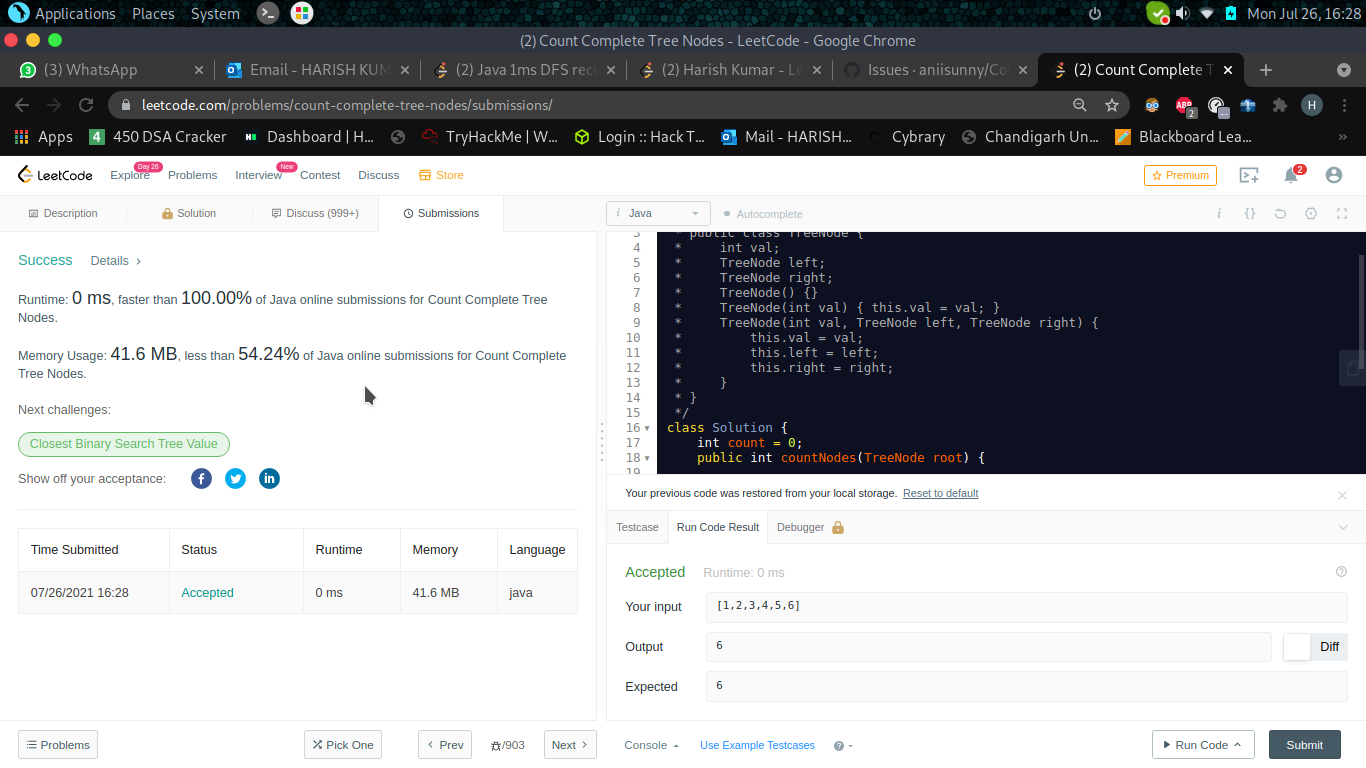 Applications Places System Mon Jul 26, 16:28
(2) Count Complete Tree Nodes - LeetCode - Google Chrome
(3) WhatsApp Email - HARISH KUM (2) Java 1ms DFS rec (2) Harish Kumar - Le Issues · aniisunny/Co (2) Count Complete T
leetcode.com/problems/count-complete-tree-nodes/submissions/ ABP 2 H
Apps 4 450 DSA Cracker Dashboard | H... TryHackMe | W... Login :: Hack T... Mail - HARISH... Cybrary Chandigarh Un... Blackboard Lea... »
LeetCode Explore Day 26 Problems Interview New Contest Discuss Store Premium 2
Description Solution Discuss (999+) Submissions
i Java Autocomplete
Success Details >
Runtime: 0 ms, faster than 100.00% of Java online submissions for Count Complete Tree
Nodes.
Memory Usage: 41.6 MB, less than 54.24% of Java online submissions for Count Complete
Tree Nodes.
Next challenges:
Closest Binary Search Tree Value
Show off your acceptance:
Time Submitted Status Runtime Memory Language
07/26/2021 16:28 Accepted 0 ms 41.6 MB java
3 * public class TreeNode {
4 * int val;
5 * TreeNode left;
6 * TreeNode right;
7 * TreeNode() {}
8 * TreeNode(int val) { this.val = val; }
9 * TreeNode(int val, TreeNode left, TreeNode right) {
10 * this.val = val;
11 * this.left = left;
12 * this.right = right;
13 * }
14 * }
15 */
16 class Solution {
17 int count = 0;
18 public int countNodes(TreeNode root) {
19
Your previous code was restored from your local storage. Reset to default
Testcase Run Code Result Debugger
Accepted Runtime: 0 ms
Your input [1,2,3,4,5,6]
Output 6 Diff
Expected 6
Problems Pick One Prev /903 Next
Console Use Example Testcases Run Code Submit